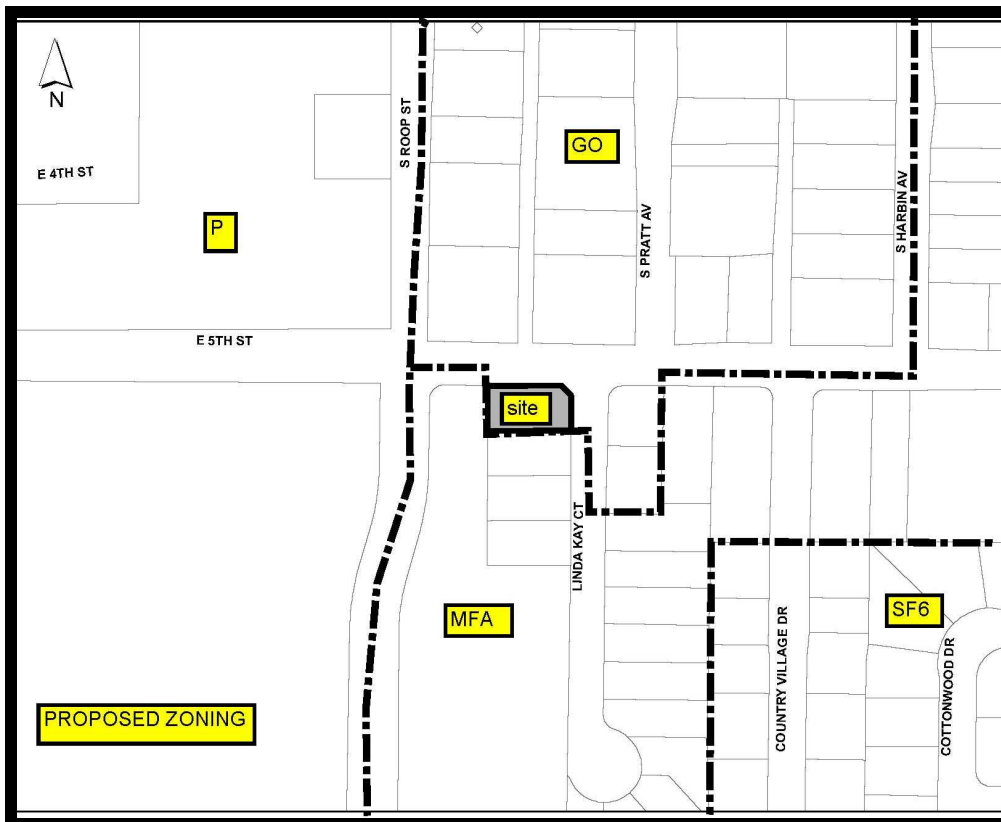 N
E 4TH ST
P
S ROOP ST
GO
S PRATT AV
S HARBIN AV
E 5TH ST
site
LINDA KAY CT
MFA
SF6
COUNTRY VILLAGE DR
COTTONWOOD DR
PROPOSED ZONING